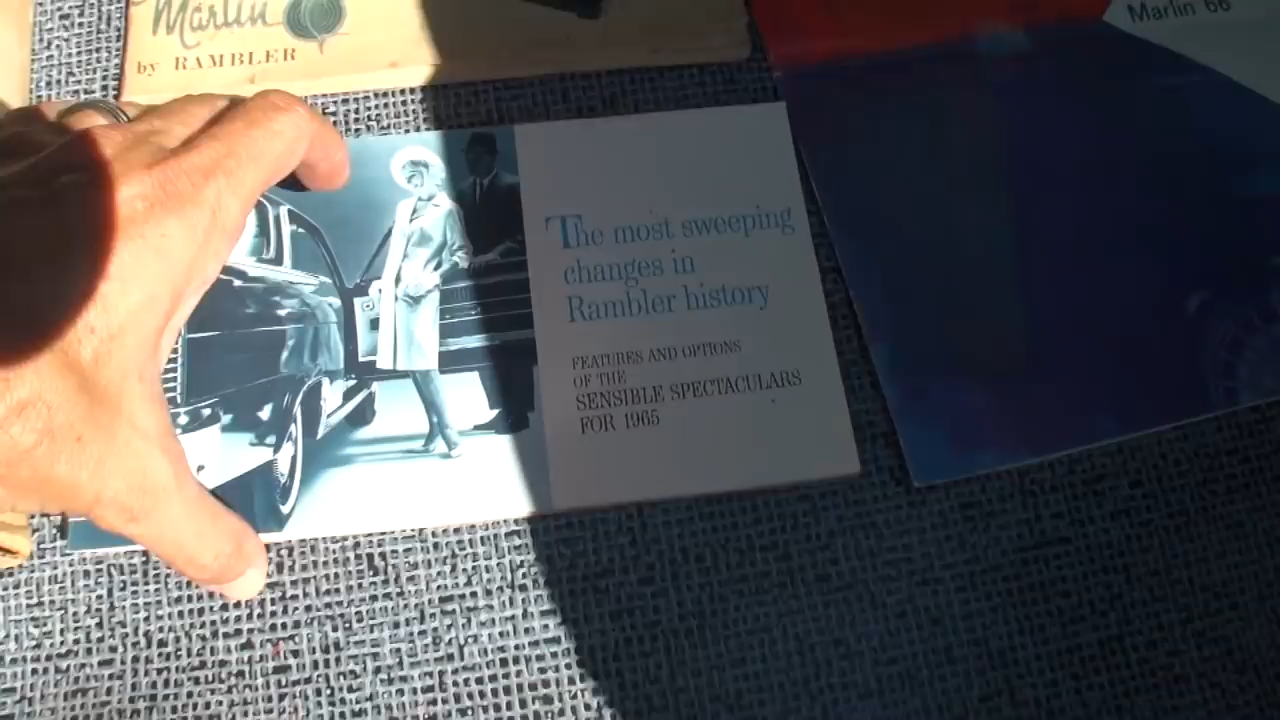 Marlin
by RAMBLER
Marlin 66
The most sweeping
changes in
Rambler history
FEATURES AND OPTIONS
OF THE
SENSIBLE SPECTACULARS
FOR 1965